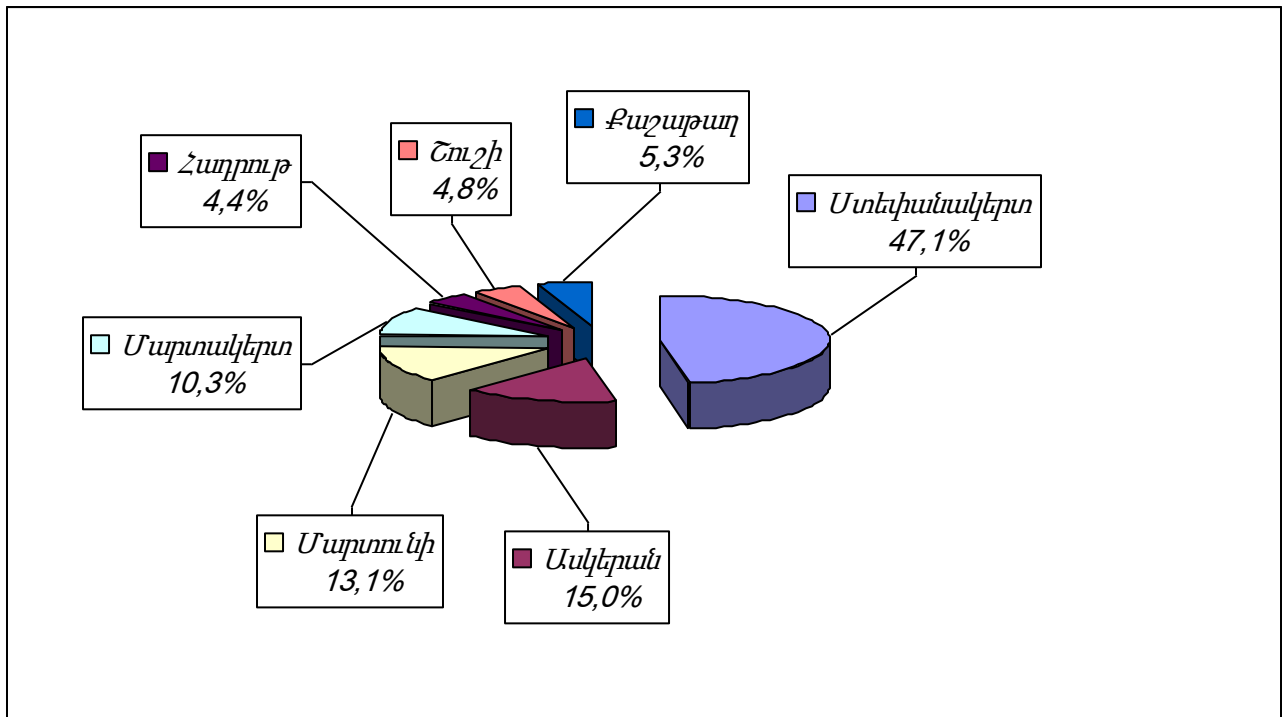 Քաշաթաղ
5,3%
Շուշի
4,8%
Հադրութ
4,4%
Ստեփանակերտ
47,1%
Մարտակերտ
10,3%
Մարտունի
13,1%
Ասկերան
15,0%